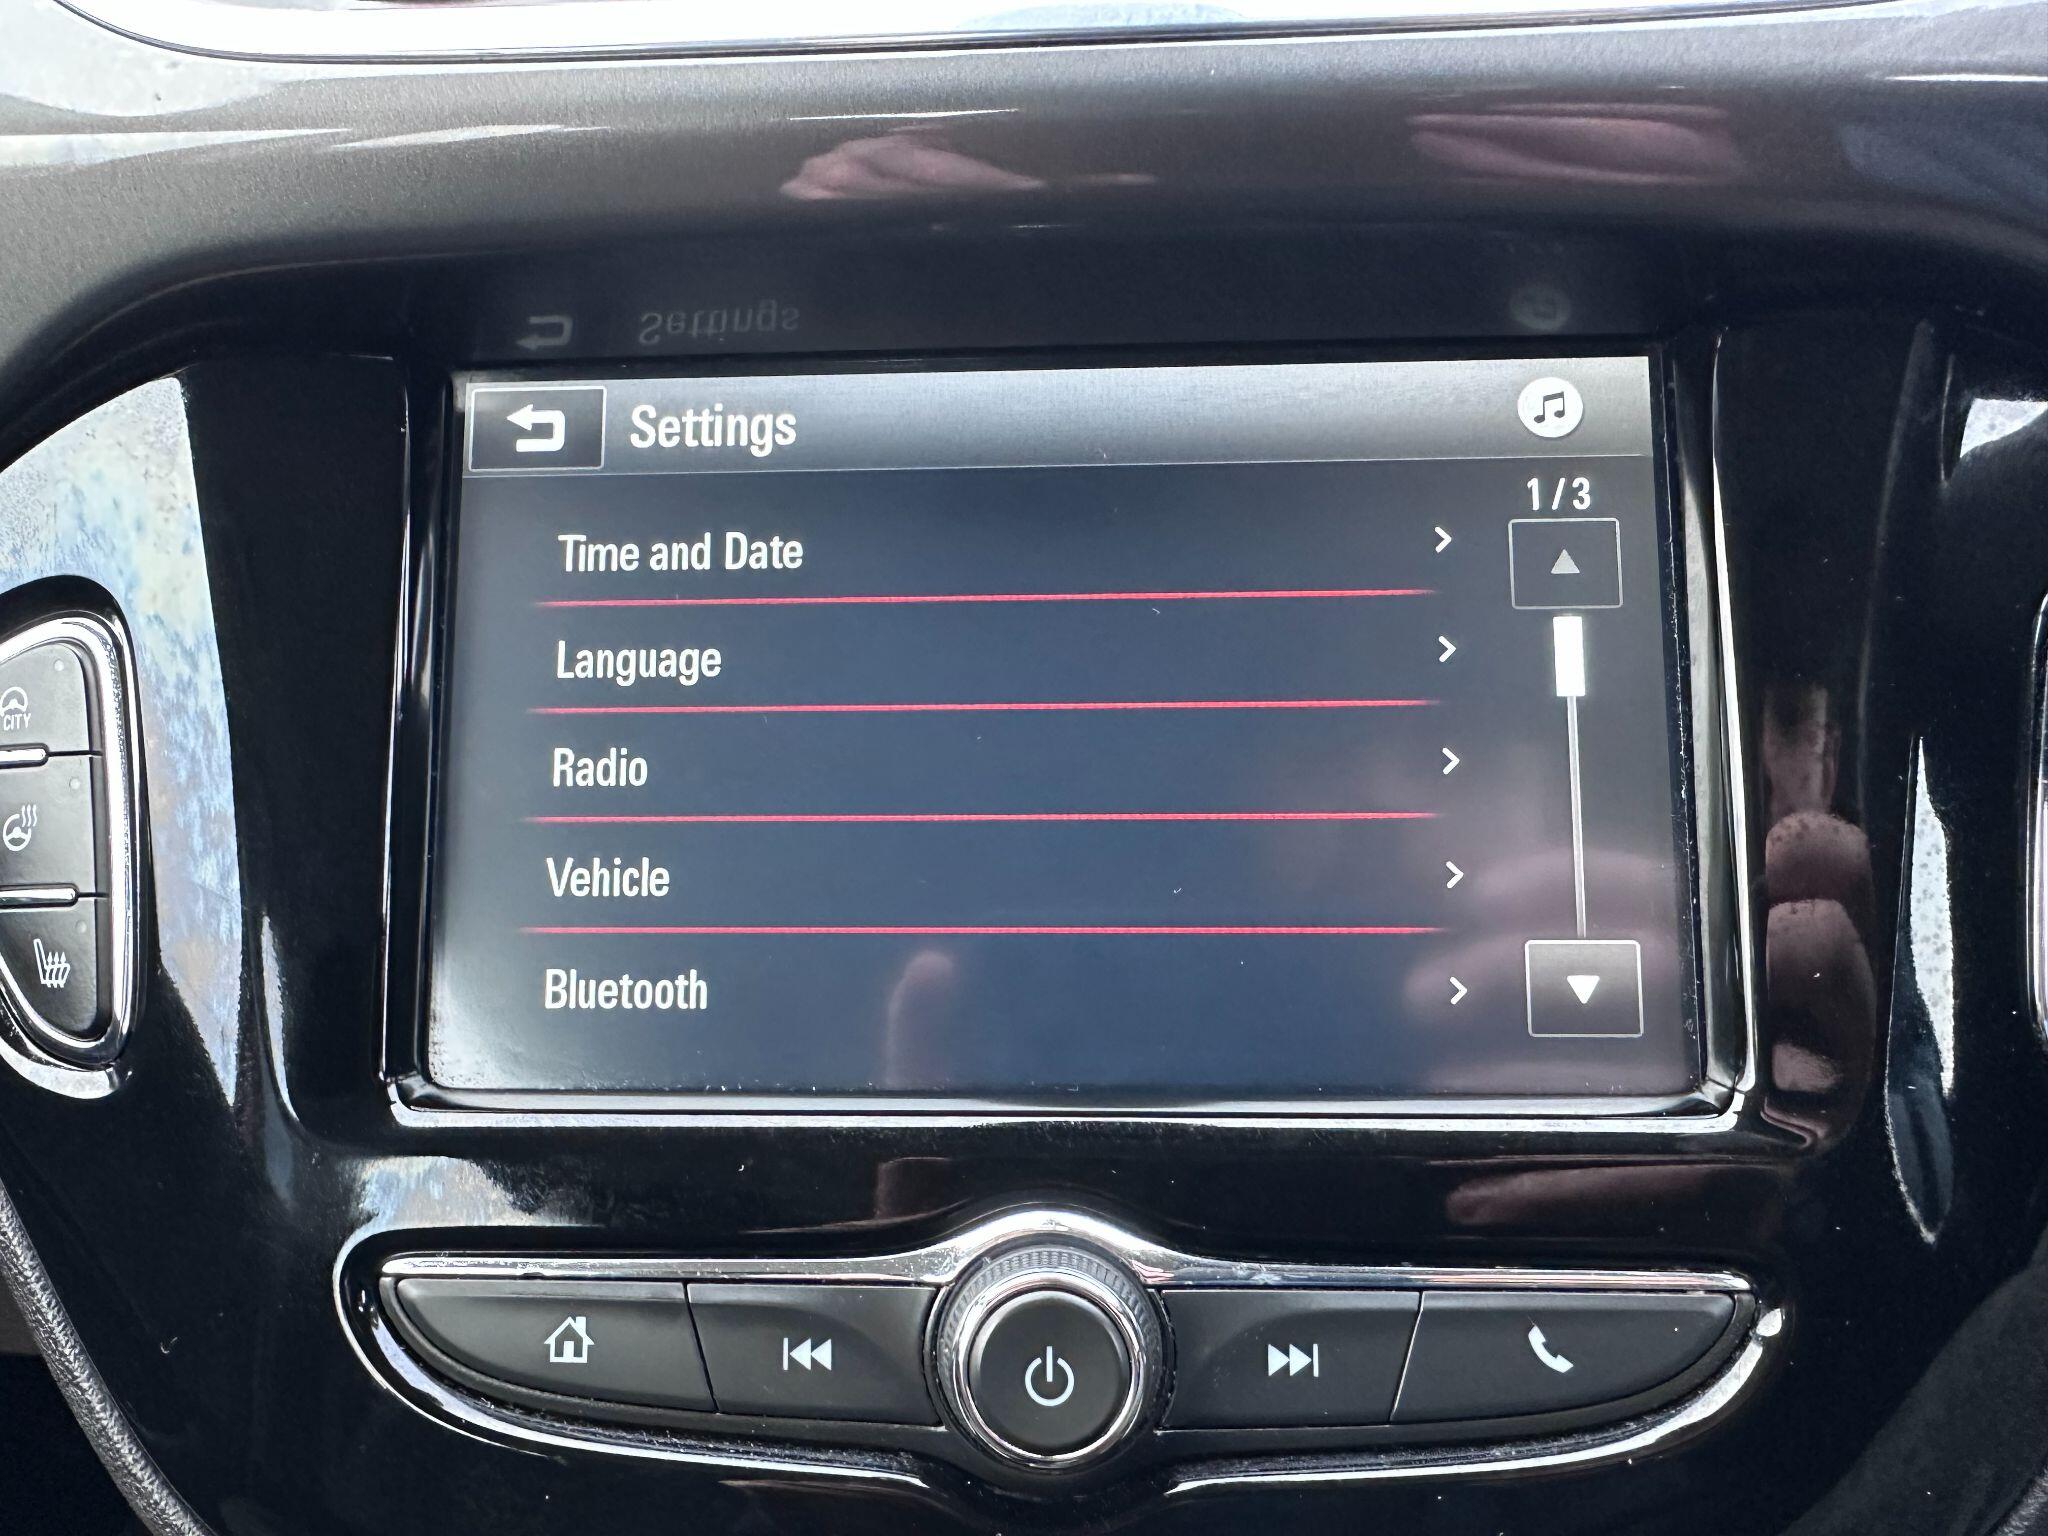 Settings
1/3
Time and Date
Language
Radio
Vehicle
Bluetooth
CITY